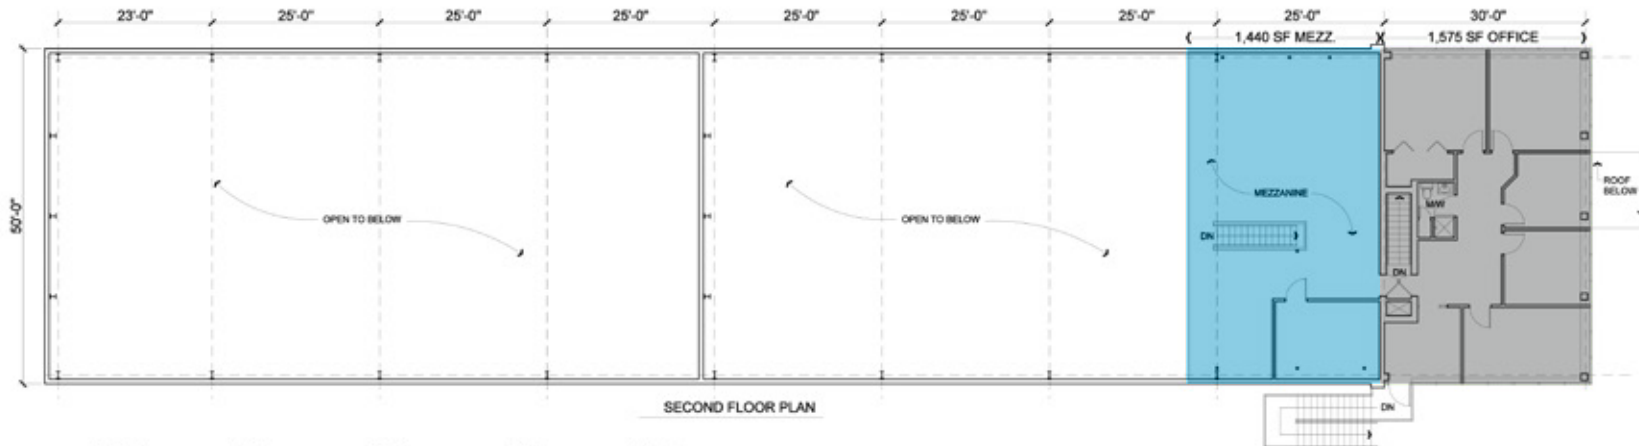 23'-0" 25'-0" 25'-0" 25'-0" 25'-0" 25'-0" 25'-0" 25'-0" 30'-0"
1,440 SF MEZZ. 1,575 SF OFFICE
50'-0"
OPEN TO BELOW
OPEN TO BELOW
MEZZANINE
DN
M/W
DN
ROOF
BELOW
DN
SECOND FLOOR PLAN